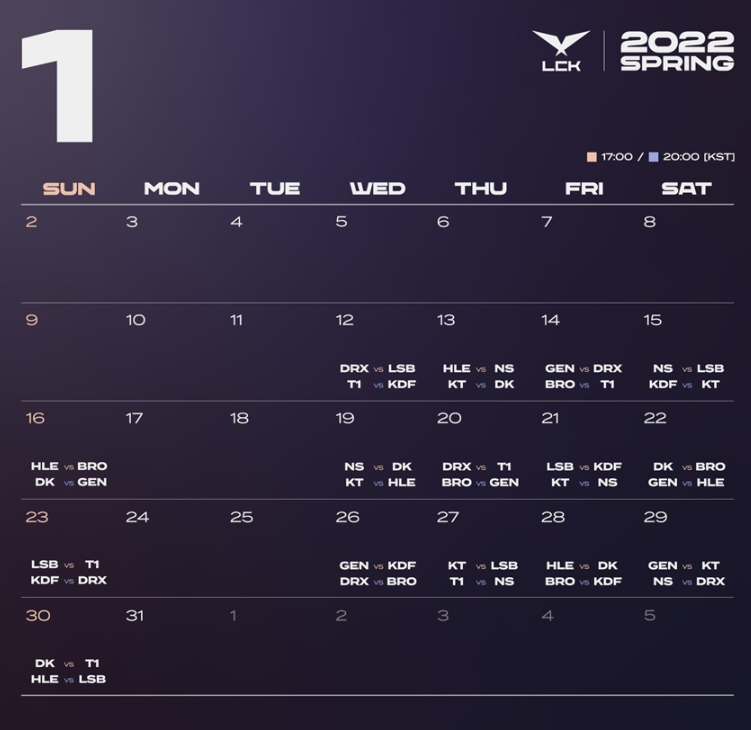 1
LCK
2022
SPRING
17:00 / 20:00 [KST]
SUN MON TUE WED THU FRI SAT
2 3 4 5 6 7 8
9 10 11 12 13 14 15
DRX vs LSB HLE vs NS GEN vs DRX NS vs LSB
T1 vs KDF KT vs DK BRO vs T1 KDF vs KT
16 17 18 19 20 21 22
HLE vs BRO NS vs DK DRX vs T1 LSB vs KDF DK vs BRO
DK vs GEN KT vs HLE BRO vs GEN KT vs NS GEN vs HLE
23 24 25 26 27 28 29
LSB vs T1 GEN vs KDF KT vs LSB HLE vs DK GEN vs KT
KDF vs DRX DRX vs BRO T1 vs NS BRO vs KDF NS vs DRX
30 31 1 2 3 4 5
DK vs T1
HLE vs LSB